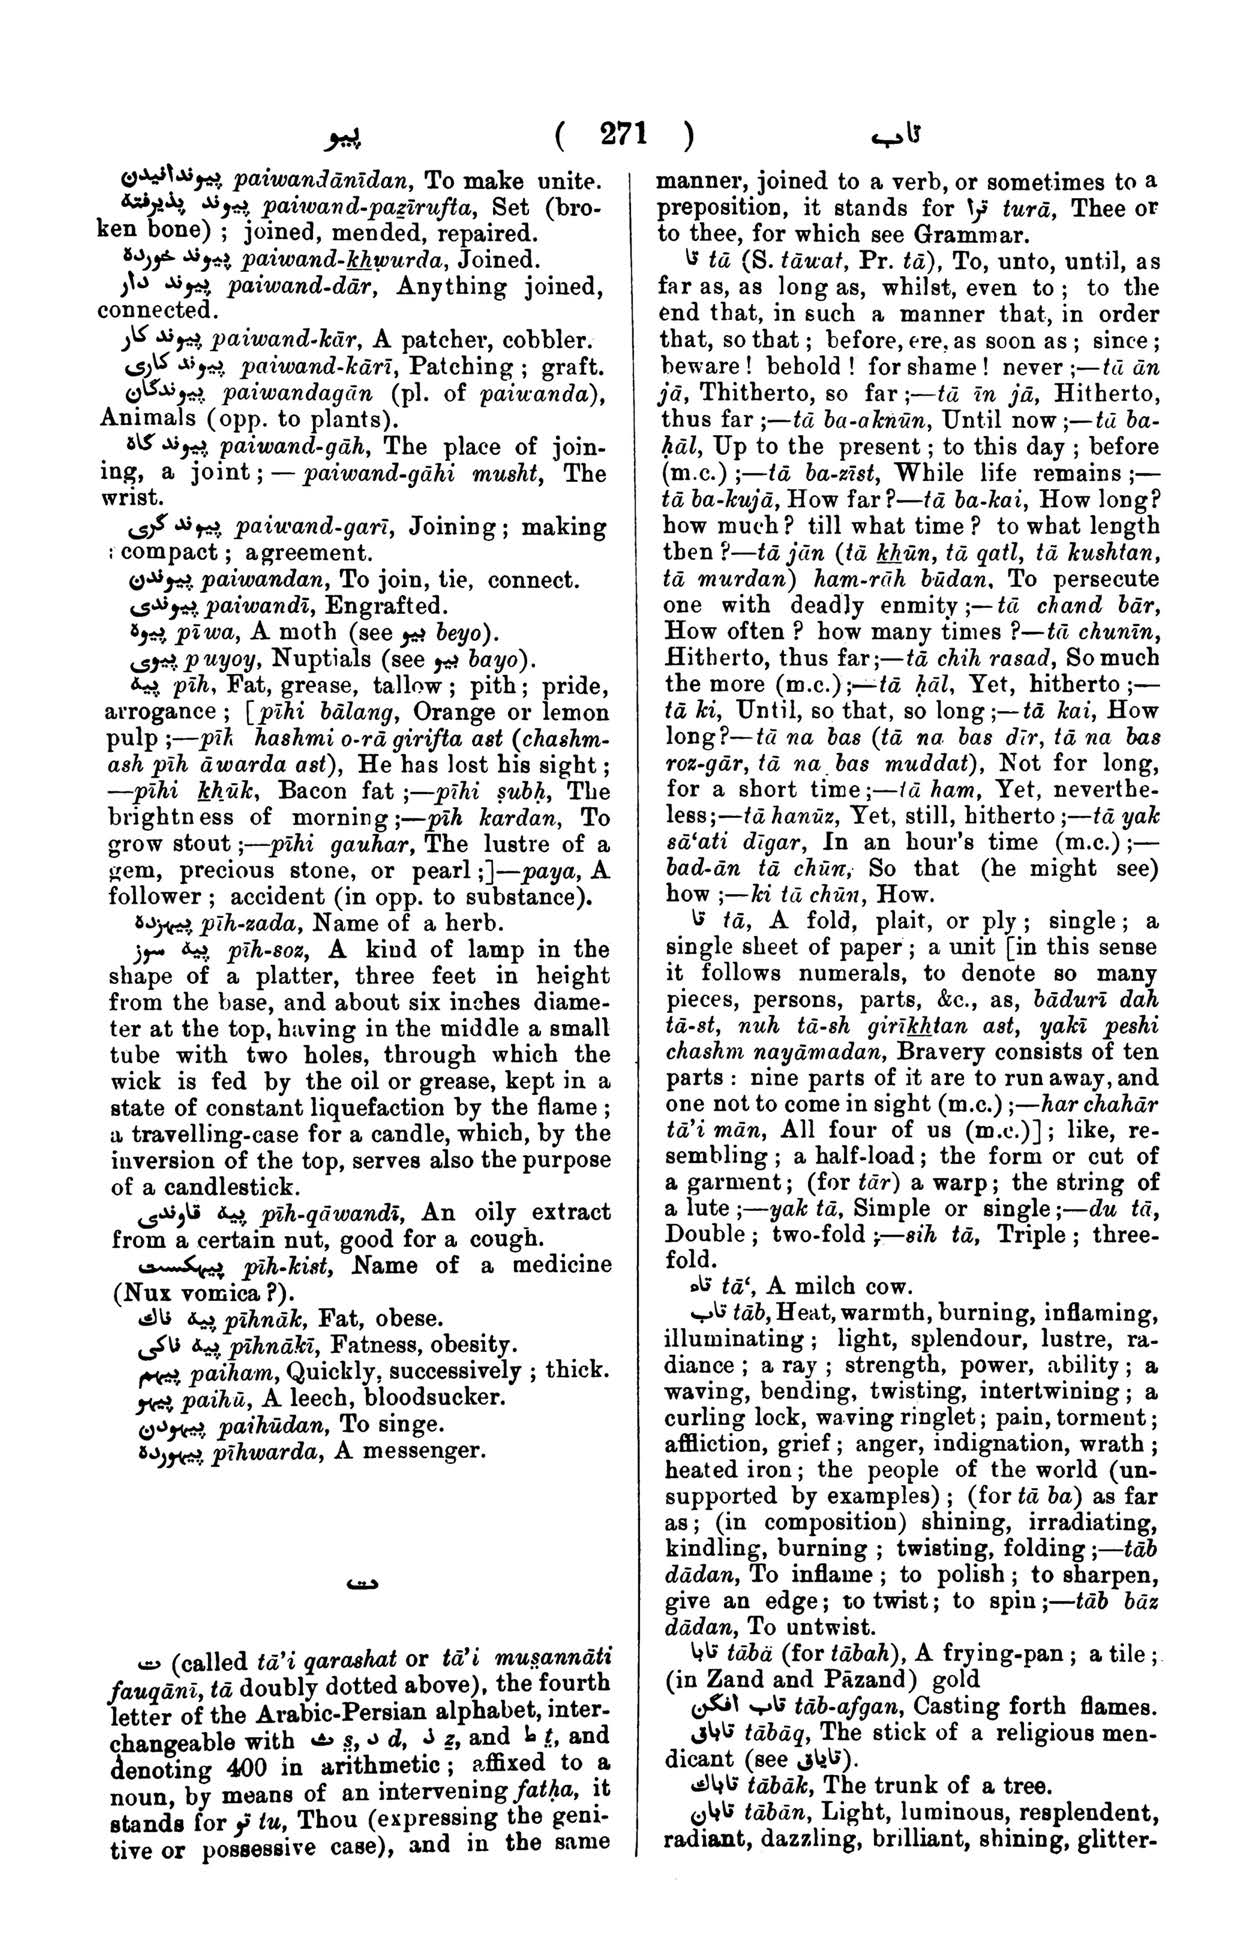 پیو ( 271 ) تاب
پیوندانیدن paiwandānīdan, To make unite.
پیوند پذیرفته paiwand-paẕīrufta, Set (bro-
ken bone) ; joined, mended, repaired.
پیوند خورده paiwand-khẉurda, Joined.
پیوند دار paiwand-dār, Anything joined,
connected.
پیوند کار paiwand-kār, A patcher, cobbler.
پیوند کاری paiwand-kārī, Patching ; graft.
پیوندگان paiwandagān (pl. of paiwanda),
Animals (opp. to plants).
پیوند گاه paiwand-gāh, The place of join-
ing, a joint ; — paiwand-gāhi musht, The
wrist.
پیوند گری paiwand-garī, Joining ; making
compact ; agreement.
پیوندن paiwandan, To join, tie, connect.
پیوندی paiwandī, Engrafted.
پیوه pīwa, A moth (see بیو beyo).
پیوی puyoy, Nuptials (see بیو bayo).
پیه pīh, Fat, grease, tallow ; pith ; pride,
arrogance ; [pīhi bālang, Orange or lemon
pulp ;—pīh hashmi o-rā girifta ast (chashm-
ash pīh āwarda ast), He has lost his sight ;
—pīhi khūk, Bacon fat ;—pīhi ṣubḥ, The
brightness of morning ;—pīh kardan, To
grow stout ;—pīhi gauhar, The lustre of a
gem, precious stone, or pearl ;]—paya, A
follower ; accident (in opp. to substance).
پیهزده pīh-zada, Name of a herb.
پیه سوز pīh-soz, A kind of lamp in the
shape of a platter, three feet in height
from the base, and about six inches diame-
ter at the top, having in the middle a small
tube with two holes, through which the
wick is fed by the oil or grease, kept in a
state of constant liquefaction by the flame ;
a travelling-case for a candle, which, by the
inversion of the top, serves also the purpose
of a candlestick.
پیه قاوندی pīh-qāwandī, An oily extract
from a certain nut, good for a cough.
پیهکست pīh-kist, Name of a medicine
(Nux vomica ?).
پیه ناك pīhnāk, Fat, obese.
پیه ناکی pīhnākī, Fatness, obesity.
پیهم paiham, Quickly, successively ; thick.
پیهو paihū, A leech, bloodsucker.
پیهودن paihūdan, To singe.
پیهورده pīhwarda, A messenger.
ت
ت (called tā’i qarashat or tā’i muṣannāti
fauqānī, tā doubly dotted above), the fourth
letter of the Arabic-Persian alphabet, inter-
changeable with ث s̱, د d, ذ ẕ, and ط t̤, and
denoting 400 in arithmetic ; affixed to a
noun, by means of an intervening fatḥa, it
stands for تو tu, Thou (expressing the geni-
tive or possessive case), and in the same
manner, joined to a verb, or sometimes to a
preposition, it stands for ترا turā, Thee or
to thee, for which see Grammar.
تا tā (S. tāwat, Pr. tā), To, unto, until, as
far as, as long as, whilst, even to ; to the
end that, in such a manner that, in order
that, so that ; before, ere, as soon as ; since ;
beware ! behold ! for shame ! never ;—tā ān
jā, Thitherto, so far ;—tā īn jā, Hitherto,
thus far ;—tā ba-aknūn, Until now ;—tā ba-
ḥāl, Up to the present ; to this day ; before
(m.c.) ;—tā ba-zīst, While life remains ;—
tā ba-kujā, How far ?—tā ba-kai, How long?
how much ? till what time ? to what length
then ?—tā jān (tā khūn, tā qatl, tā kushtan,
tā murdan) ham-rāh būdan, To persecute
one with deadly enmity ;—tā chand bār,
How often ? how many times ?—tā chunīn,
Hitherto, thus far ;—tā chih rasad, So much
the more (m.c.) ;—tā ḥāl, Yet, hitherto ;—
tā ki, Until, so that, so long ;—tā kai, How
long ?—tā na bas (tā na bas dīr, tā na bas
roz-gār, tā na bas muddat), Not for long,
for a short time ;—tā ham, Yet, neverthe-
less ;—tā hanūz, Yet, still, hitherto ;—tā yak
sā‘ati dīgar, In an hour's time (m.c.) ;—
bad-ān tā chūn, So that (he might see)
how ;—ki tā chūn, How.
تا tā, A fold, plait, or ply ; single ; a
single sheet of paper ; a unit [in this sense
it follows numerals, to denote so many
pieces, persons, parts, &c., as, bādurī dah
tā-st, nuh tā-sh girīkhtan ast, yakī peshi
chashm nayāmadan, Bravery consists of ten
parts : nine parts of it are to run away, and
one not to come in sight (m.c.) ;—har chahār
tā’i mān, All four of us (m.c.)] ; like, re-
sembling ; a half-load ; the form or cut of
a garment ; (for tār) a warp ; the string of
a lute ;—yak tā, Simple or single ;—du tā,
Double ; two-fold ;—sih tā, Triple ; three-
fold.
تاه tā‘, A milch cow.
تاب tāb, Heat, warmth, burning, inflaming,
illuminating ; light, splendour, lustre, ra-
diance ; a ray ; strength, power, ability ; a
waving, bending, twisting, intertwining ; a
curling lock, waving ringlet ; pain, torment ;
affliction, grief ; anger, indignation, wrath ;
heated iron ; the people of the world (un-
supported by examples) ; (for tā ba) as far
as ; (in composition) shining, irradiating,
kindling, burning ; twisting, folding ;—tāb
dādan, To inflame ; to polish ; to sharpen,
give an edge ; to twist ; to spin ;—tāb bāz
dādan, To untwist.
تابا tābā (for tābah), A frying-pan ; a tile ;
(in Zand and Pāzand) gold
تاب افکن tāb-afgan, Casting forth flames.
تاباق tābāq, The stick of a religious men-
dicant (see تایاق).
تاباك tābāk, The trunk of a tree.
تابان tābān, Light, luminous, resplendent,
radiant, dazzling, brilliant, shining, glitter-